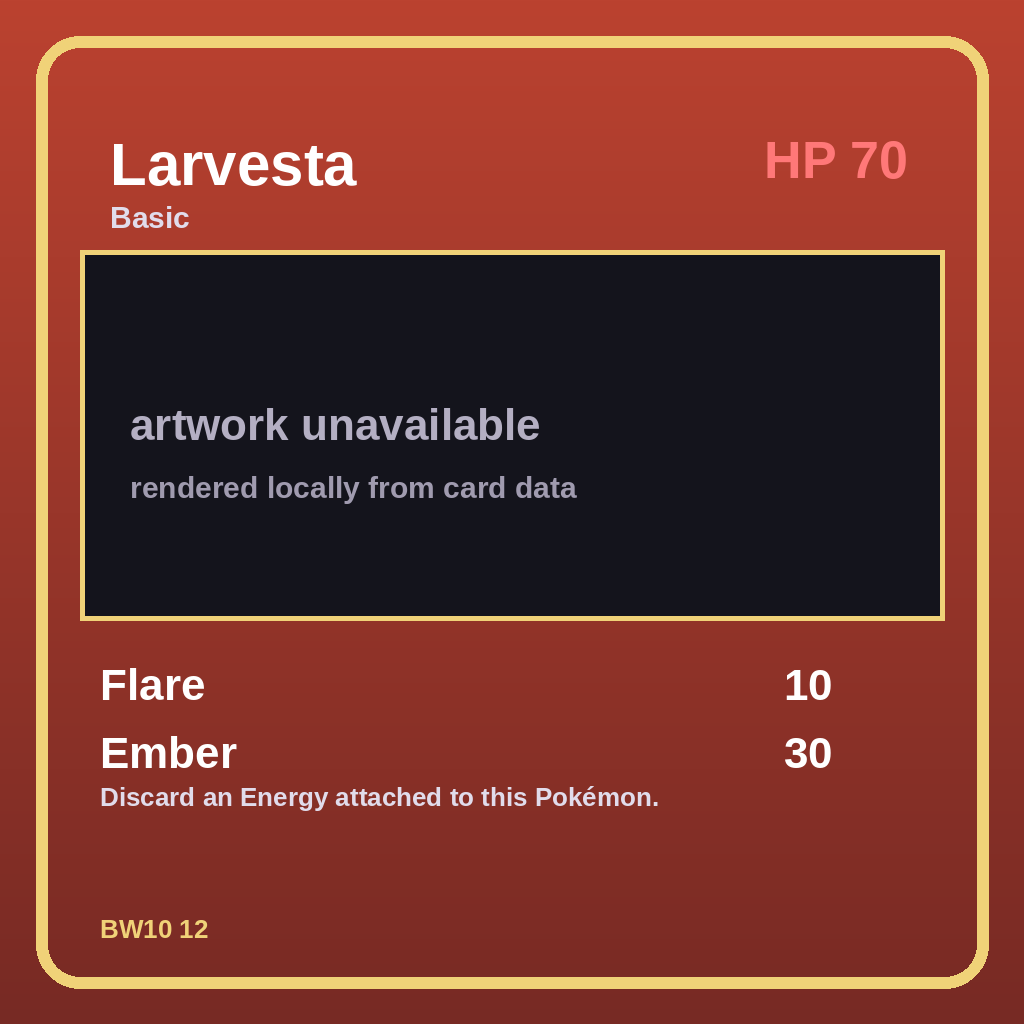 Larvesta
HP 70
Basic
artwork unavailable
rendered locally from card data
Flare 10
Ember 30
Discard an Energy attached to this Pokémon.
BW10 12